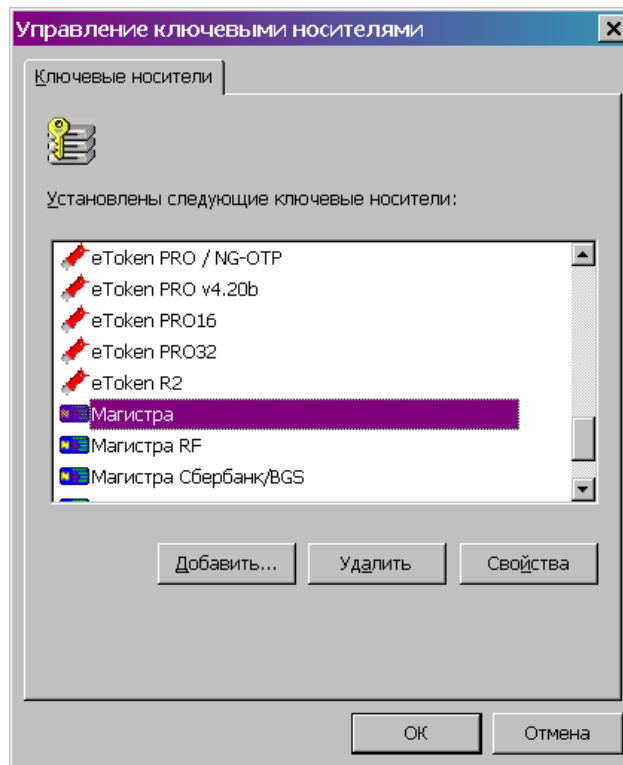 Управление ключевыми носителями
Ключевые носители
Установлены следующие ключевые носители:
eToken PRO / NG-OTP
eToken PRO v4.20b
eToken PRO16
eToken PRO32
eToken R2
Магистра
Магистра RF
Магистра Сбербанк/BGS
Добавить... Удалить Свойства
ОК Отмена